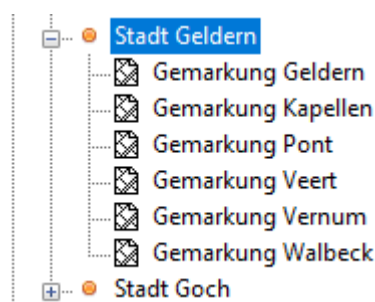 Stadt Geldern
Gemarkung Geldern
Gemarkung Kapellen
Gemarkung Pont
Gemarkung Veert
Gemarkung Vernum
Gemarkung Walbeck
Stadt Goch